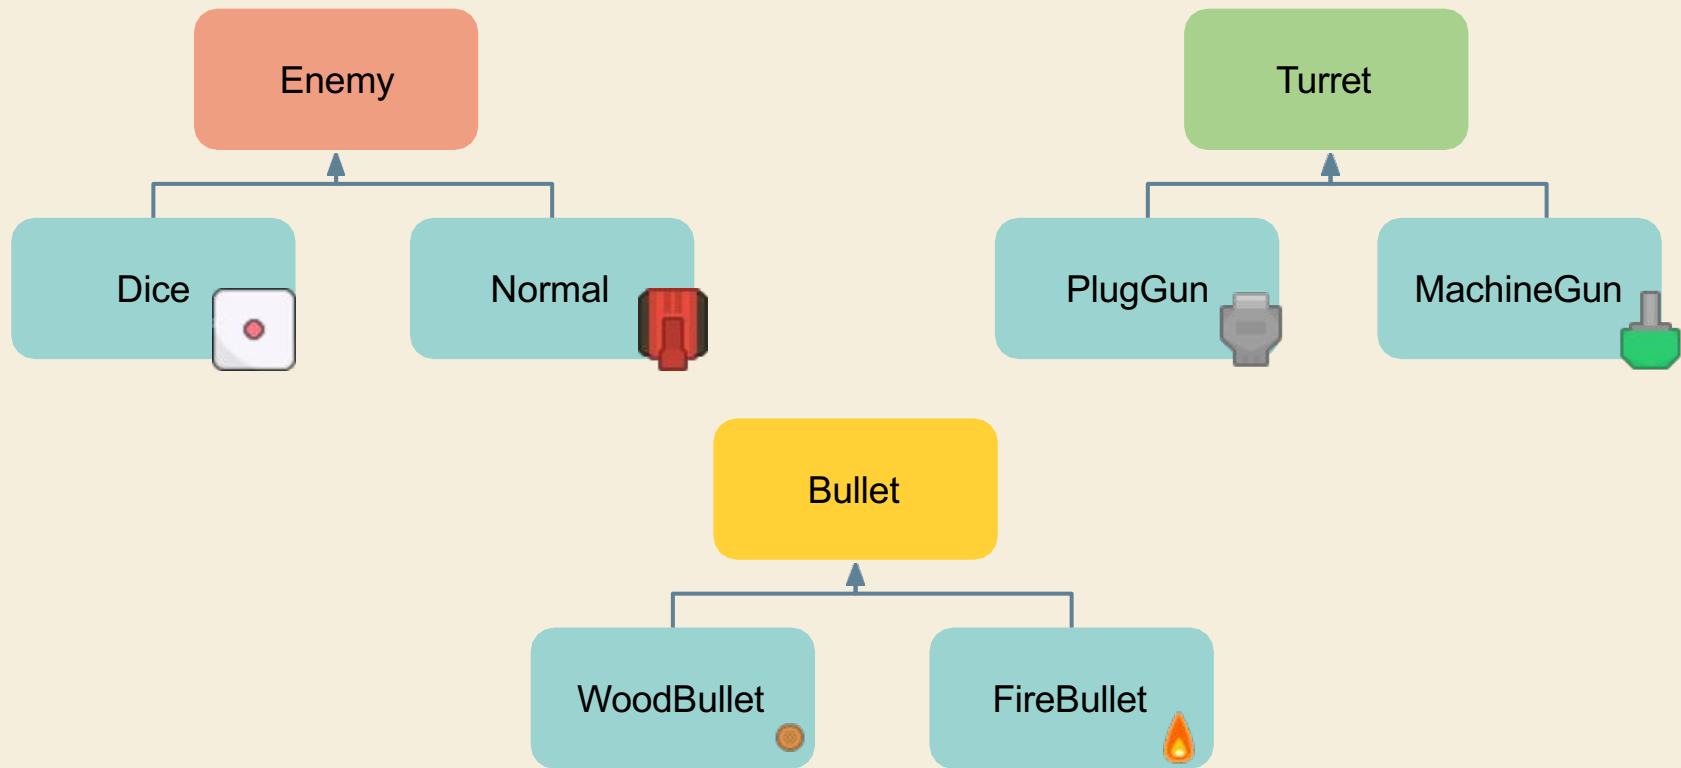 Enemy
Turret
Dice
Normal
PlugGun
MachineGun
Bullet
WoodBullet
FireBullet